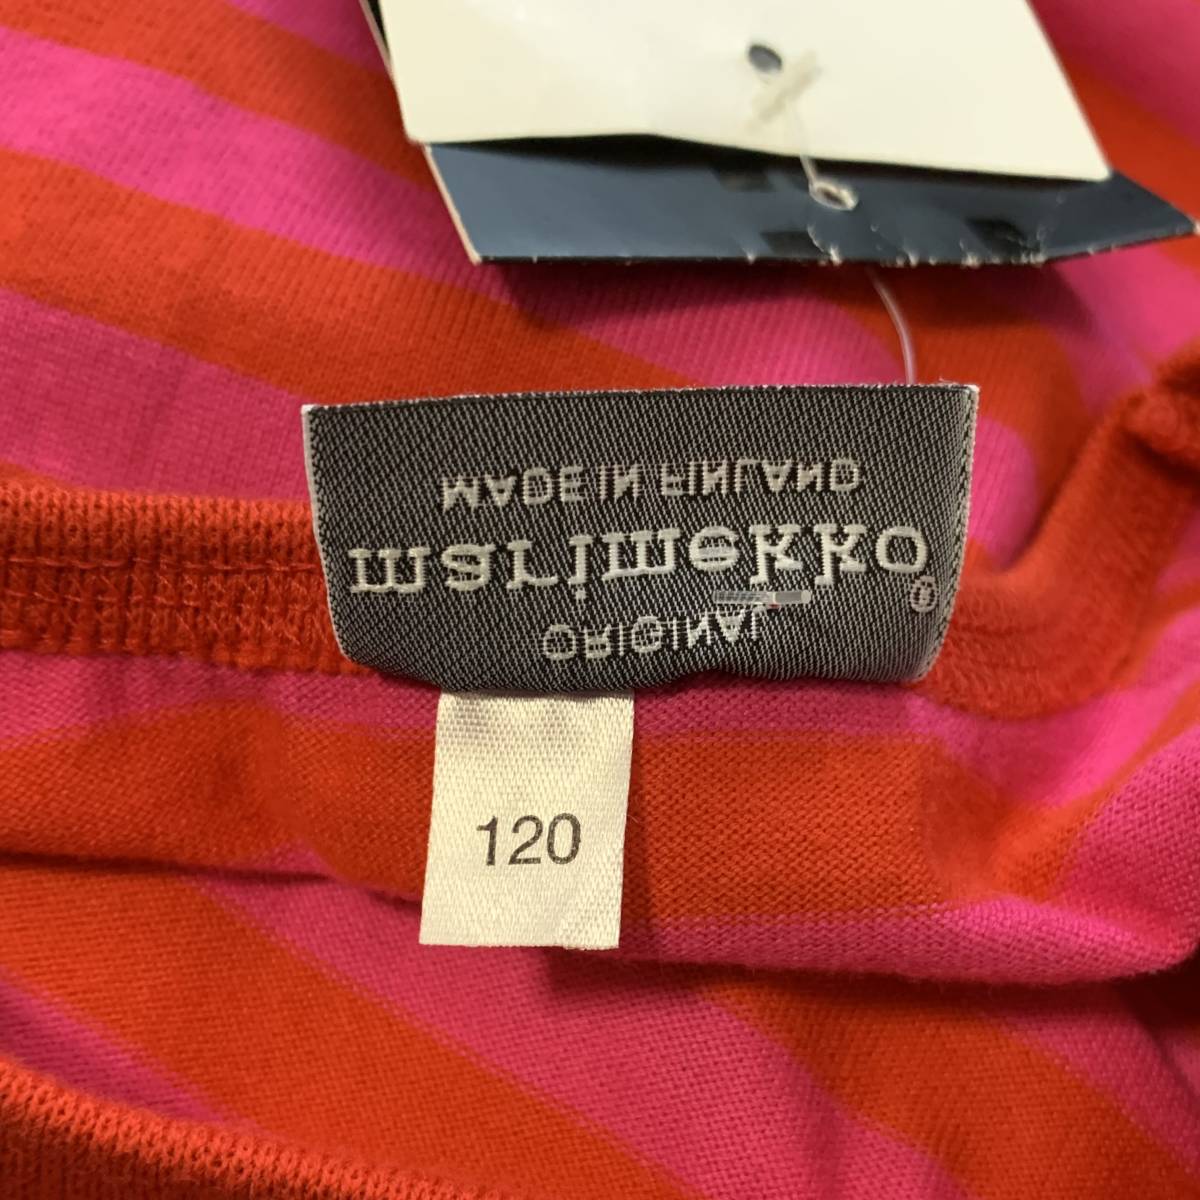 ORIGINAL
marimekko®
MADE IN FINLAND
120